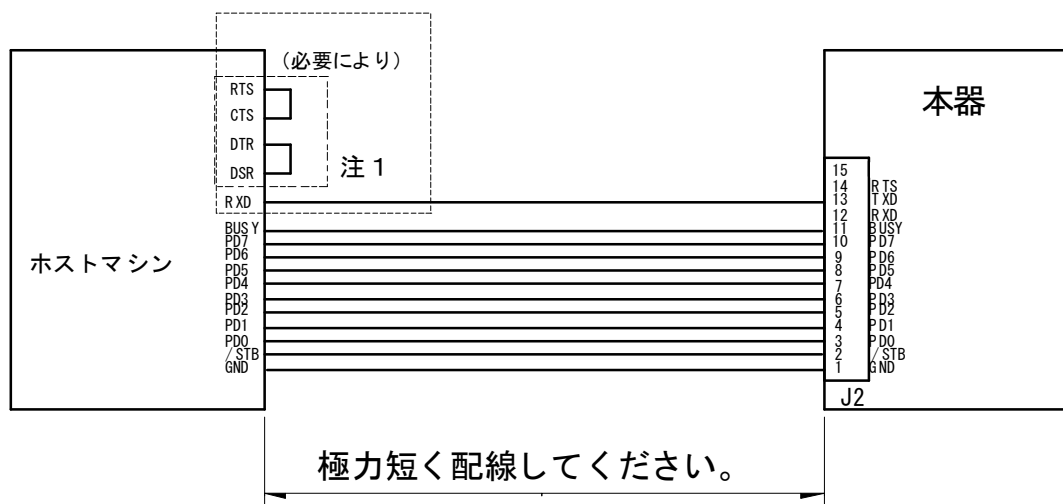 (必要により)
RTS
CTS
DTR
DSR
注1
RXD
BUSY
PD7
PD6
PD5
PD4
PD3
PD2
PD1
PD0
/STB
GND
ホストマシン
本器
15
14 RTS
13 TXD
12 RXD
11 BUSY
10 PD7
9 PD6
8 PD5
7 PD4
6 PD3
5 PD2
4 PD1
3 PD0
2 /STB
1 GND
J2
極力短く配線してください。